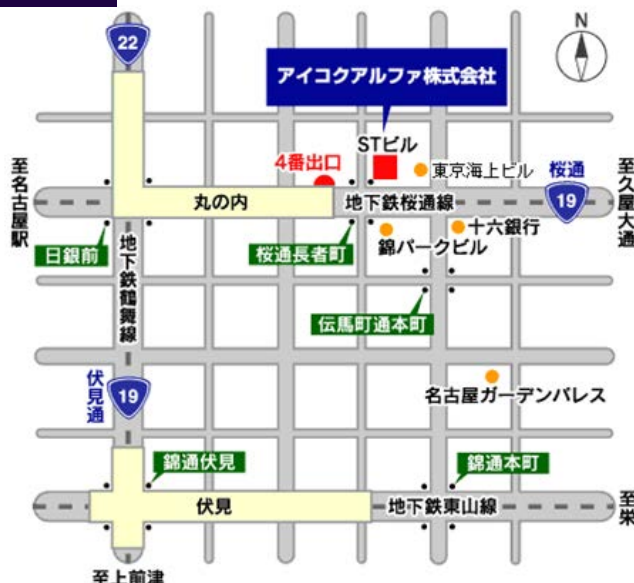 22
N
アイコクアルファ株式会社
STビル
4番出口
東京海上ビル
桜通
至名古屋駅
丸の内
地下鉄桜通線
19
至久屋大通
日銀前
桜通長者町
錦パークビル
十六銀行
地下鉄鶴舞線
伝馬町通本町
伏見通
19
名古屋ガーデンパレス
錦通伏見
錦通本町
伏見
地下鉄東山線
至栄
至上前津